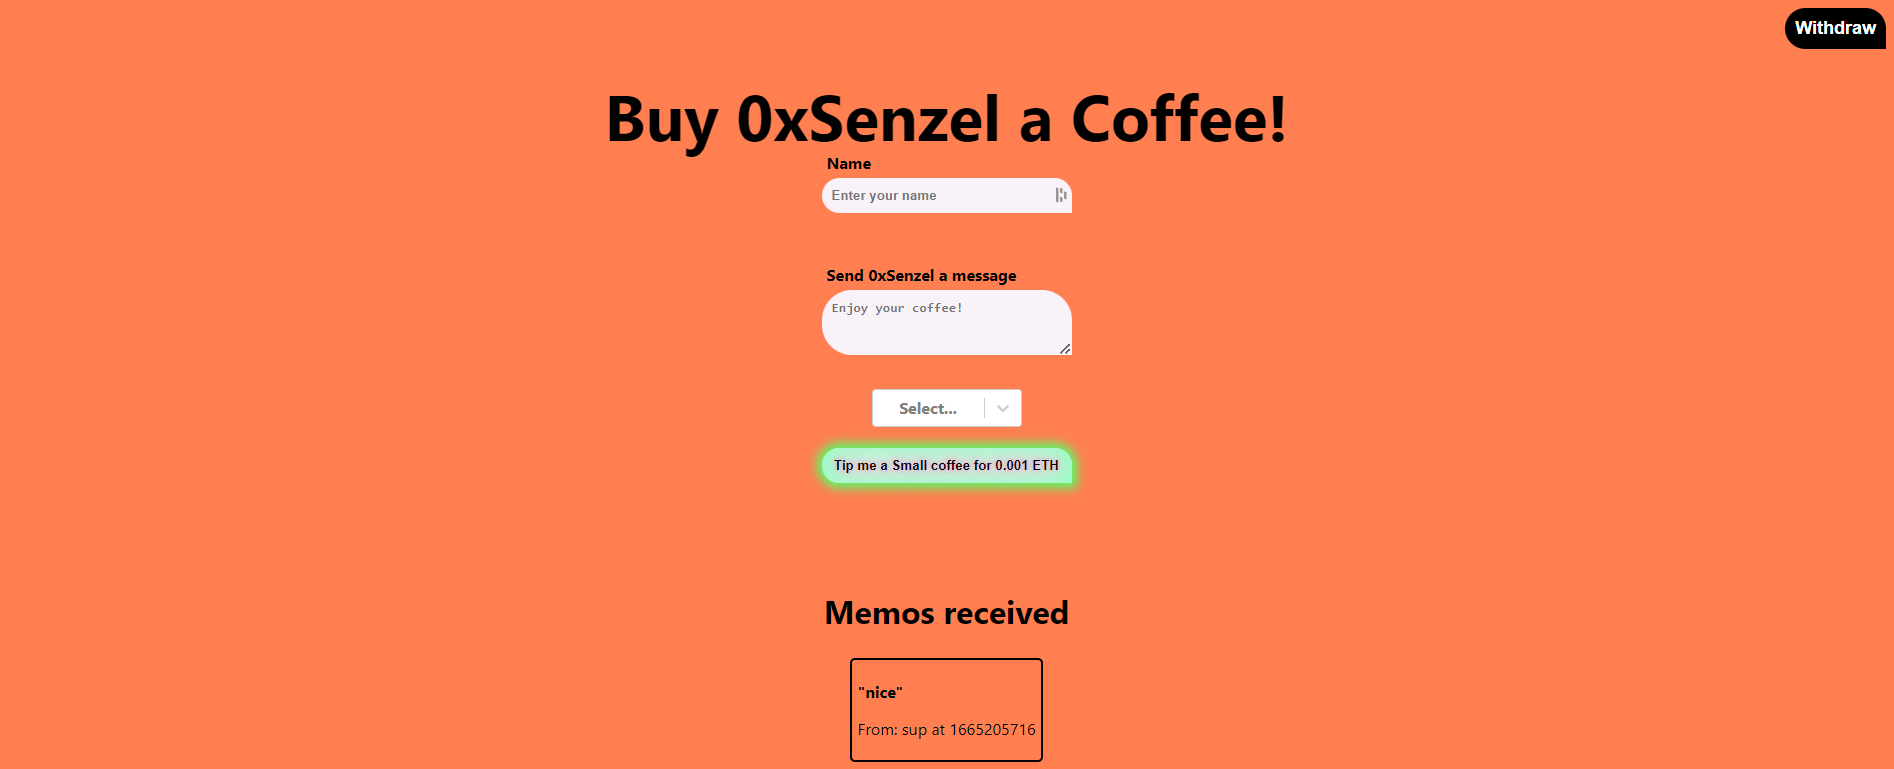 Withdraw
Buy 0xSenzel a Coffee!
Name
Enter your name
Send 0xSenzel a message
Enjoy your coffee!
Select...
Tip me a Small coffee for 0.001 ETH
Memos received
"nice"
From: sup at 1665205716